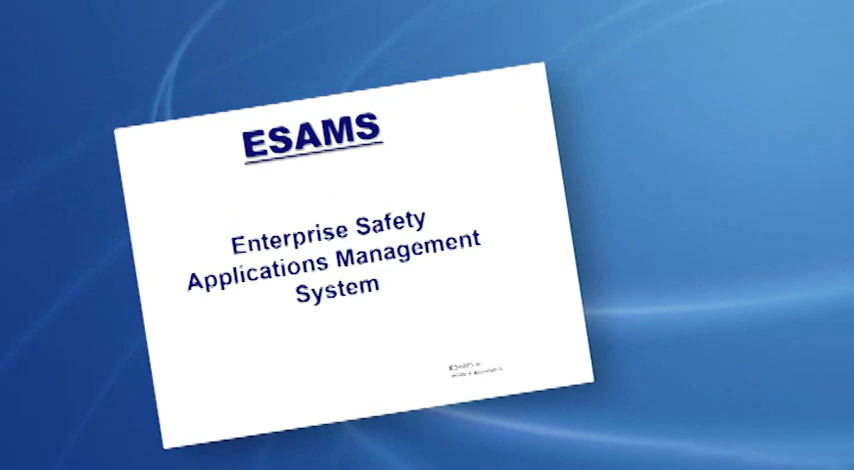 ESAMS
Enterprise Safety
Applications Management
System